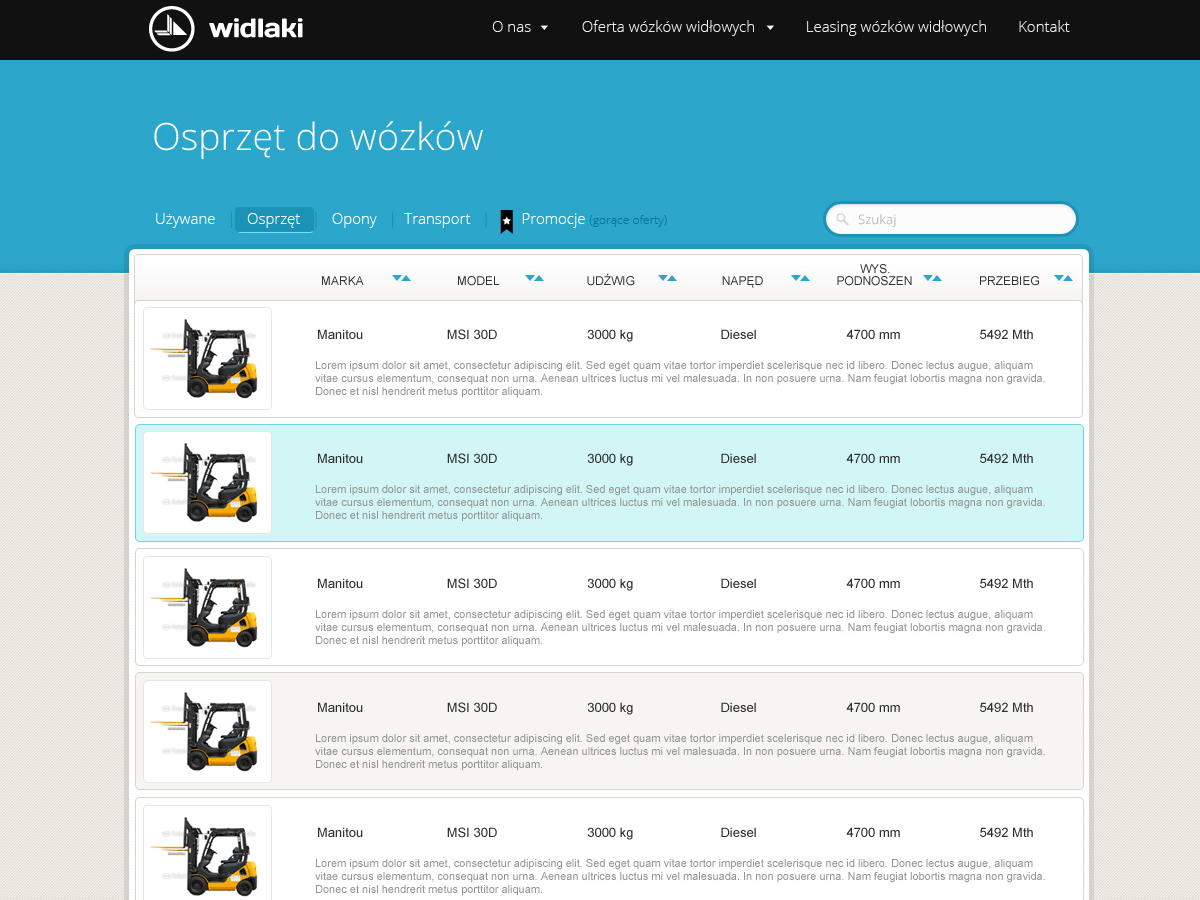 widlaki
O nas
Oferta wózków widłowych
Leasing wózków widłowych
Kontakt
Osprzęt do wózków
Używane
Osprzęt
Opony
Transport
Promocje (gorące oferty)
Szukaj
MARKA
MODEL
UDŹWIG
NAPĘD
WYS.
PODNOSZEN
PRZEBIEG
Manitou MSI 30D 3000 kg Diesel 4700 mm 5492 Mth
Lorem ipsum dolor sit amet, consectetur adipiscing elit. Sed eget quam vitae tortor imperdiet scelerisque nec id libero. Donec lectus augue, aliquam
vitae cursus elementum, consequat non urna. Aenean ultrices luctus mi vel malesuada. In non posuere urna. Nam feugiat lobortis magna non gravida.
Donec et nisl hendrerit metus porttitor aliquam.
Manitou MSI 30D 3000 kg Diesel 4700 mm 5492 Mth
Lorem ipsum dolor sit amet, consectetur adipiscing elit. Sed eget quam vitae tortor imperdiet scelerisque nec id libero. Donec lectus augue, aliquam
vitae cursus elementum, consequat non urna. Aenean ultrices luctus mi vel malesuada. In non posuere urna. Nam feugiat lobortis magna non gravida.
Donec et nisl hendrerit metus porttitor aliquam.
Manitou MSI 30D 3000 kg Diesel 4700 mm 5492 Mth
Lorem ipsum dolor sit amet, consectetur adipiscing elit. Sed eget quam vitae tortor imperdiet scelerisque nec id libero. Donec lectus augue, aliquam
vitae cursus elementum, consequat non urna. Aenean ultrices luctus mi vel malesuada. In non posuere urna. Nam feugiat lobortis magna non gravida.
Donec et nisl hendrerit metus porttitor aliquam.
Manitou MSI 30D 3000 kg Diesel 4700 mm 5492 Mth
Lorem ipsum dolor sit amet, consectetur adipiscing elit. Sed eget quam vitae tortor imperdiet scelerisque nec id libero. Donec lectus augue, aliquam
vitae cursus elementum, consequat non urna. Aenean ultrices luctus mi vel malesuada. In non posuere urna. Nam feugiat lobortis magna non gravida.
Donec et nisl hendrerit metus porttitor aliquam.
Manitou MSI 30D 3000 kg Diesel 4700 mm 5492 Mth
Lorem ipsum dolor sit amet, consectetur adipiscing elit. Sed eget quam vitae tortor imperdiet scelerisque nec id libero. Donec lectus augue, aliquam
vitae cursus elementum, consequat non urna. Aenean ultrices luctus mi vel malesuada. In non posuere urna. Nam feugiat lobortis magna non gravida.
Donec et nisl hendrerit metus porttitor aliquam.